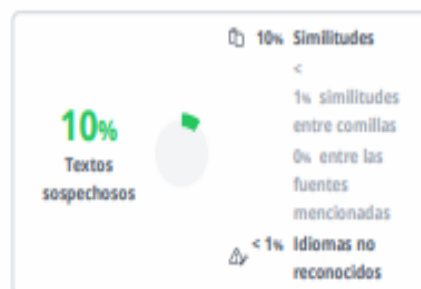 10%
Textos
sospechosos
10% Similitudes
<
1% similitudes
entre comillas
0% entre las
fuentes
mencionadas
< 1% Idiomas no
reconocidos